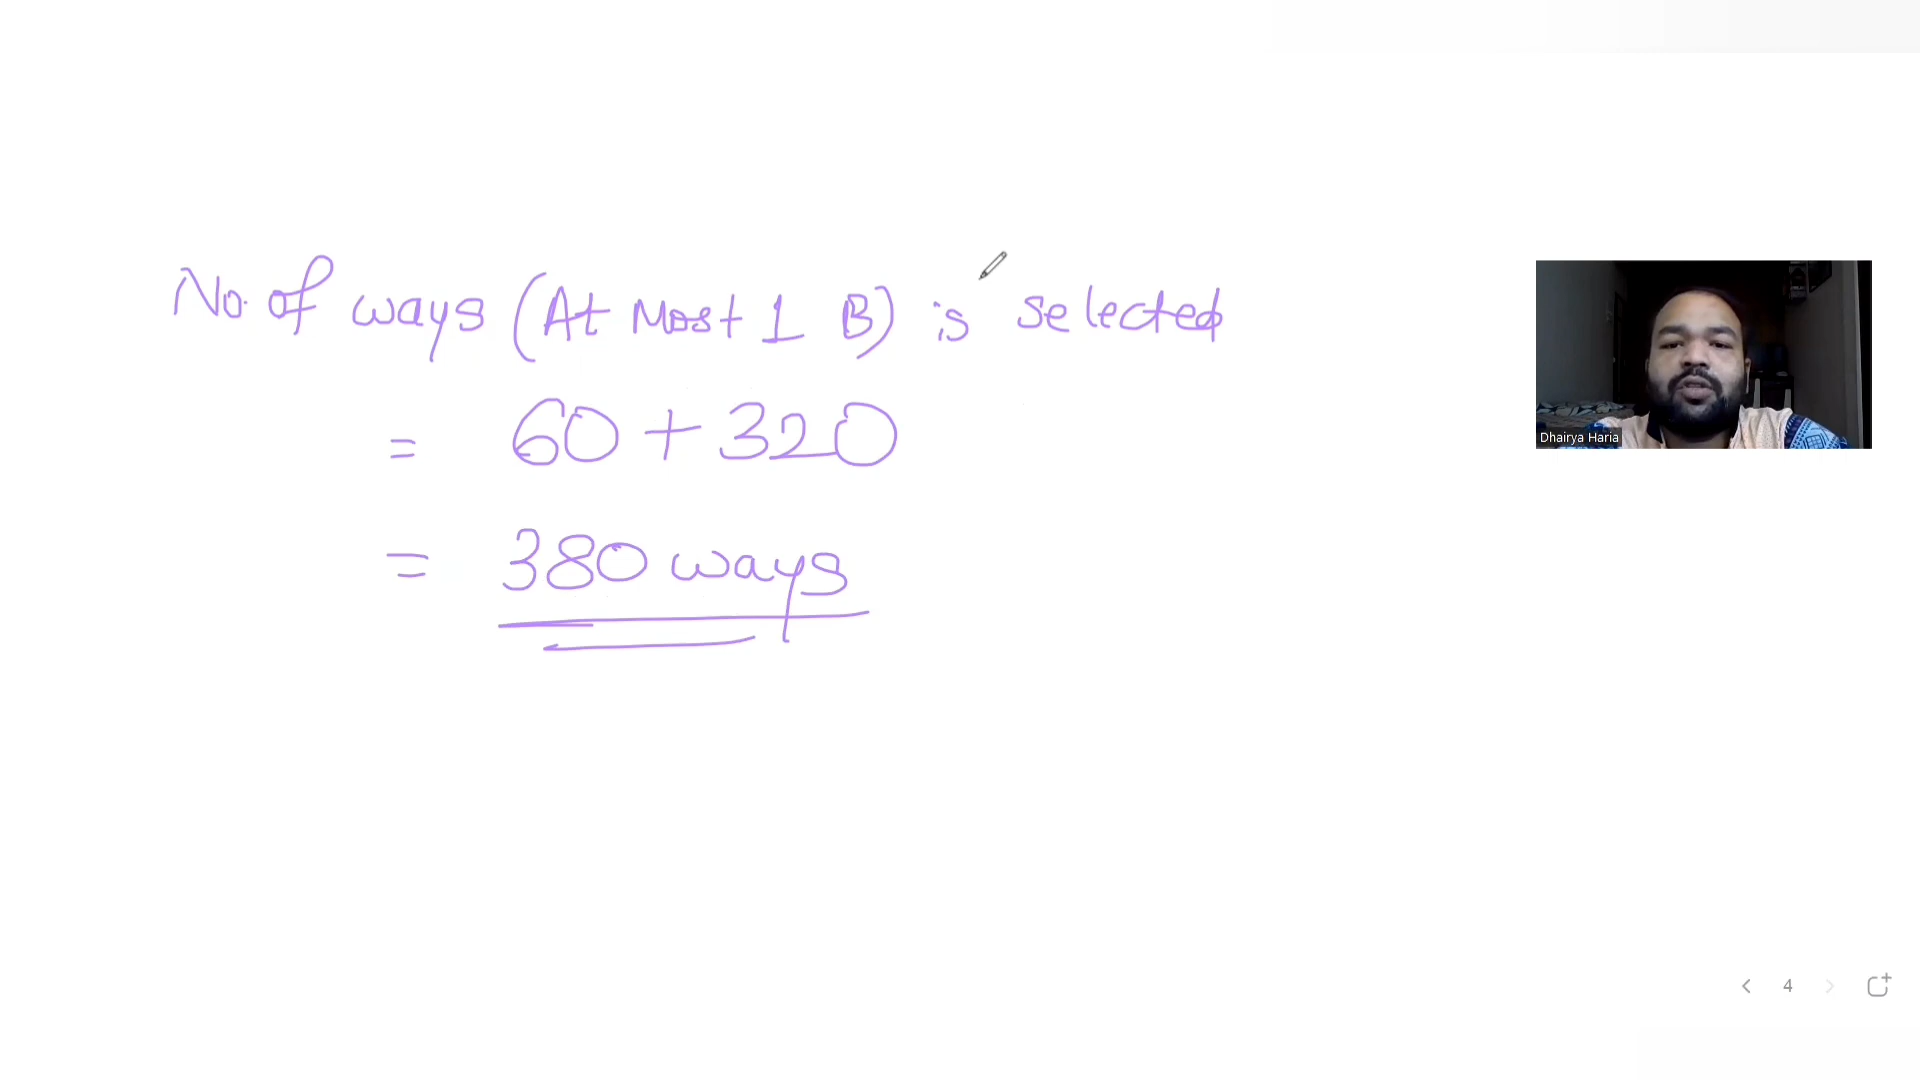 No. of ways (At Most 1 B) is selected
= 60 + 320
= 380 ways
Dhairya Haria
4